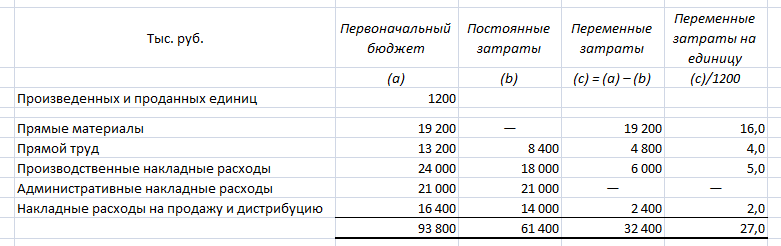 Тыс. руб. Первоначальный бюджет Постоянные затраты Переменные затраты Переменные затраты на единицу
(a) (b) (c) = (a) – (b) (c)/1200
Произведенных и проданных единиц 1200
Прямые материалы 19 200 — 19 200 16,0
Прямой труд 13 200 8 400 4 800 4,0
Производственные накладные расходы 24 000 18 000 6 000 5,0
Административные накладные расходы 21 000 21 000 — —
Накладные расходы на продажу и дистрибуцию 16 400 14 000 2 400 2,0
93 800 61 400 32 400 27,0